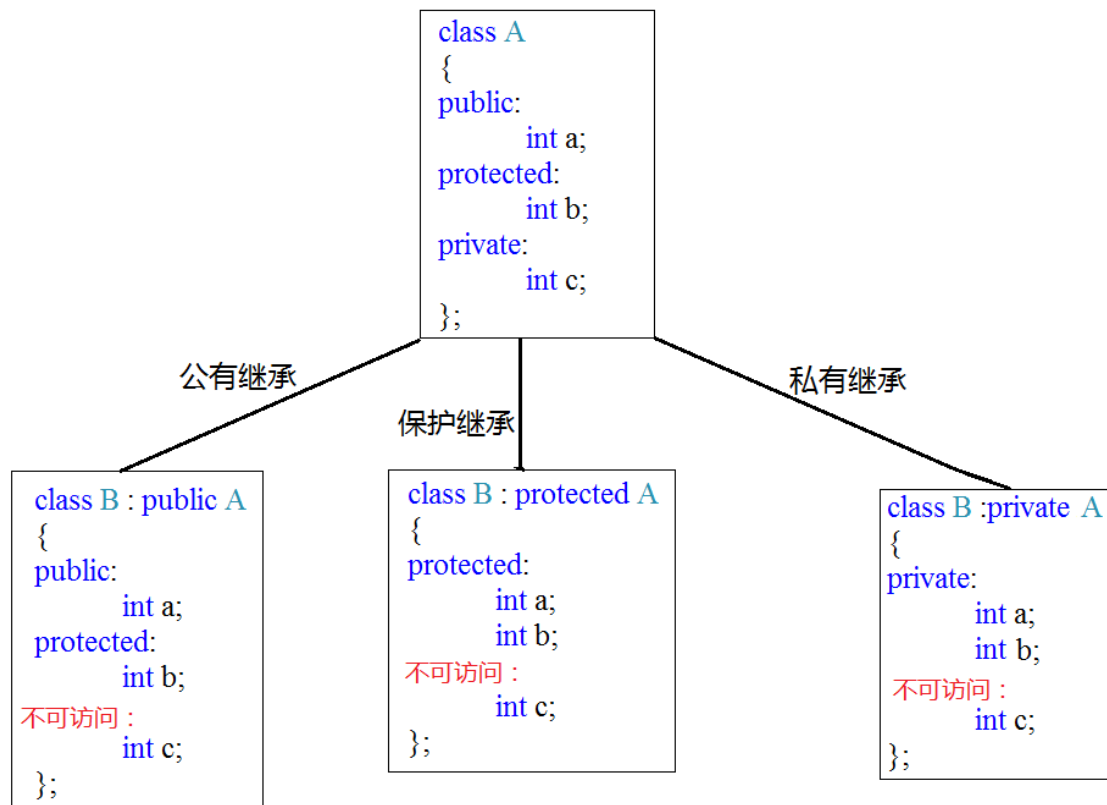 class A
{
public:
int a;
protected:
int b;
private:
int c;
};
公有继承
保护继承
私有继承
class B : public A
{
public:
int a;
protected:
int b;
不可访问：
int c;
};
class B : protected A
{
protected:
int a;
int b;
不可访问：
int c;
};
class B :private A
{
private:
int a;
int b;
不可访问：
int c;
};